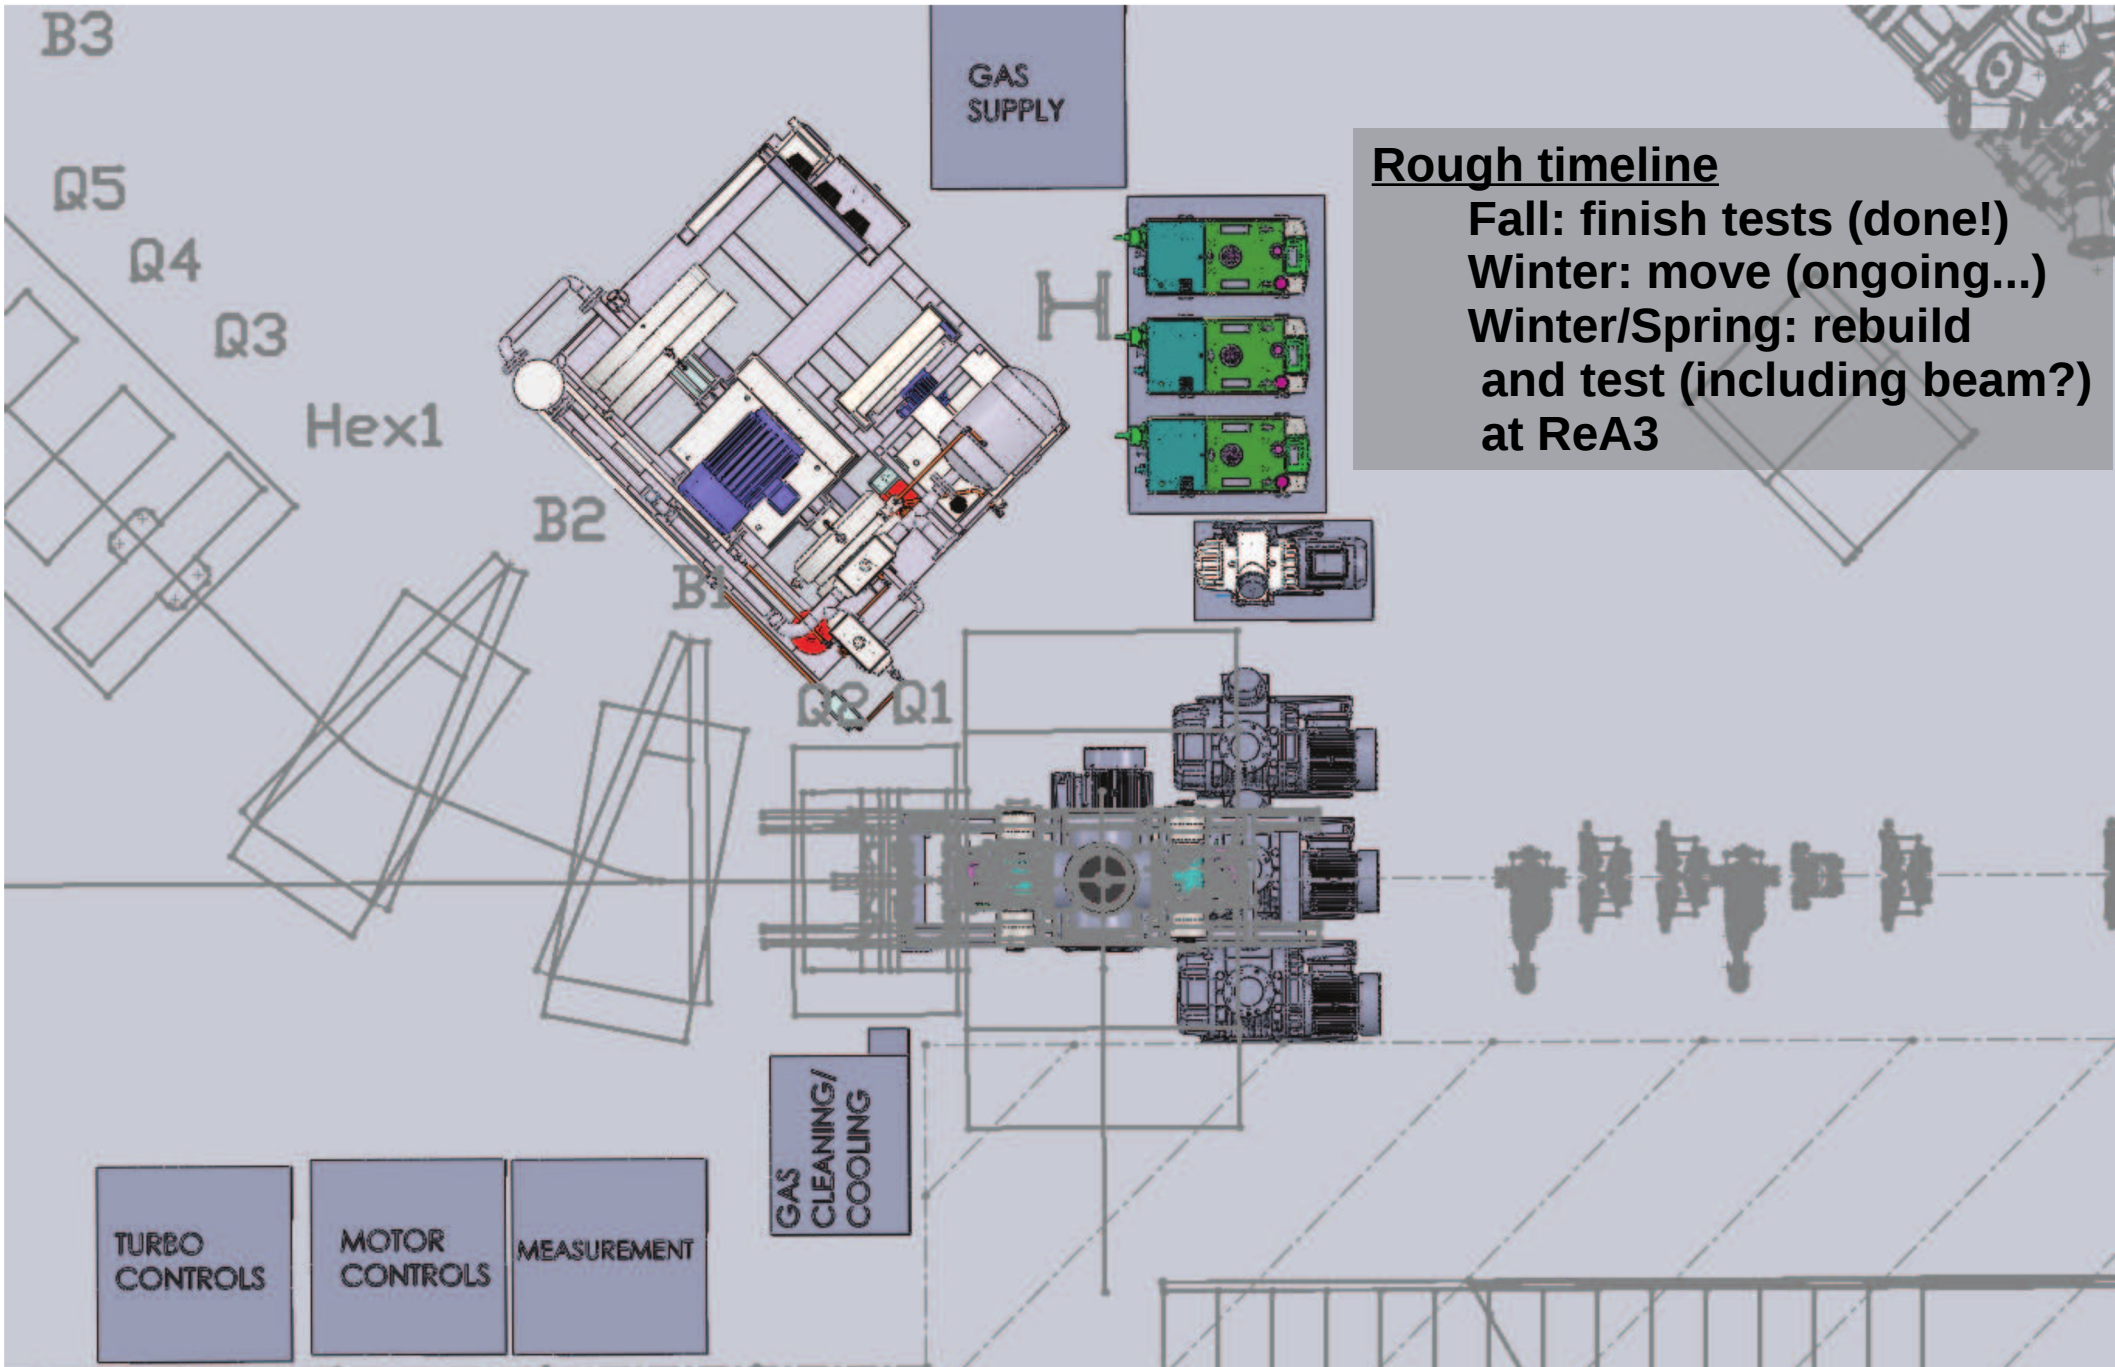 B3
GAS
SUPPLY
Rough timeline
Fall: finish tests (done!)
Winter: move (ongoing...)
Winter/Spring: rebuild
and test (including beam?)
at ReA3
Q5
Q4
Q3
Hex1
B2
B1
Q2 Q1
GAS
CLEANING/
COOLING
TURBO
CONTROLS
MOTOR
CONTROLS
MEASUREMENT